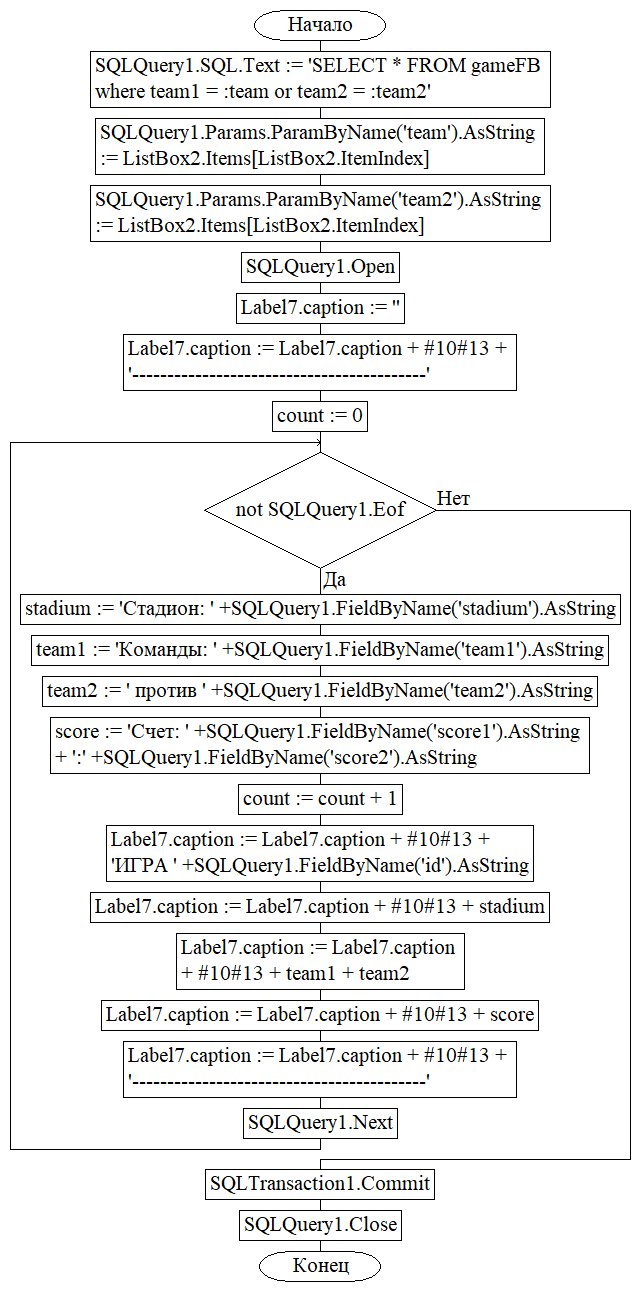 Начало
SQLQuery1.SQL.Text := 'SELECT * FROM gameFB
where team1 = :team or team2 = :team2'
SQLQuery1.Params.ParamByName('team').AsString
:= ListBox2.Items[ListBox2.ItemIndex]
SQLQuery1.Params.ParamByName('team2').AsString
:= ListBox2.Items[ListBox2.ItemIndex]
SQLQuery1.Open
Label7.caption := ''
Label7.caption := Label7.caption + #10#13 +
'------------------------------------------'
count := 0
not SQLQuery1.Eof
Нет
Да
stadium := 'Стадион: ' +SQLQuery1.FieldByName('stadium').AsString
team1 := 'Команды: ' +SQLQuery1.FieldByName('team1').AsString
team2 := ' против ' +SQLQuery1.FieldByName('team2').AsString
score := 'Счет: ' +SQLQuery1.FieldByName('score1').AsString
+ ':' +SQLQuery1.FieldByName('score2').AsString
count := count + 1
Label7.caption := Label7.caption + #10#13 +
'ИГРА ' +SQLQuery1.FieldByName('id').AsString
Label7.caption := Label7.caption + #10#13 + stadium
Label7.caption := Label7.caption
+ #10#13 + team1 + team2
Label7.caption := Label7.caption + #10#13 + score
Label7.caption := Label7.caption + #10#13 +
'------------------------------------------'
SQLQuery1.Next
SQLTransaction1.Commit
SQLQuery1.Close
Конец